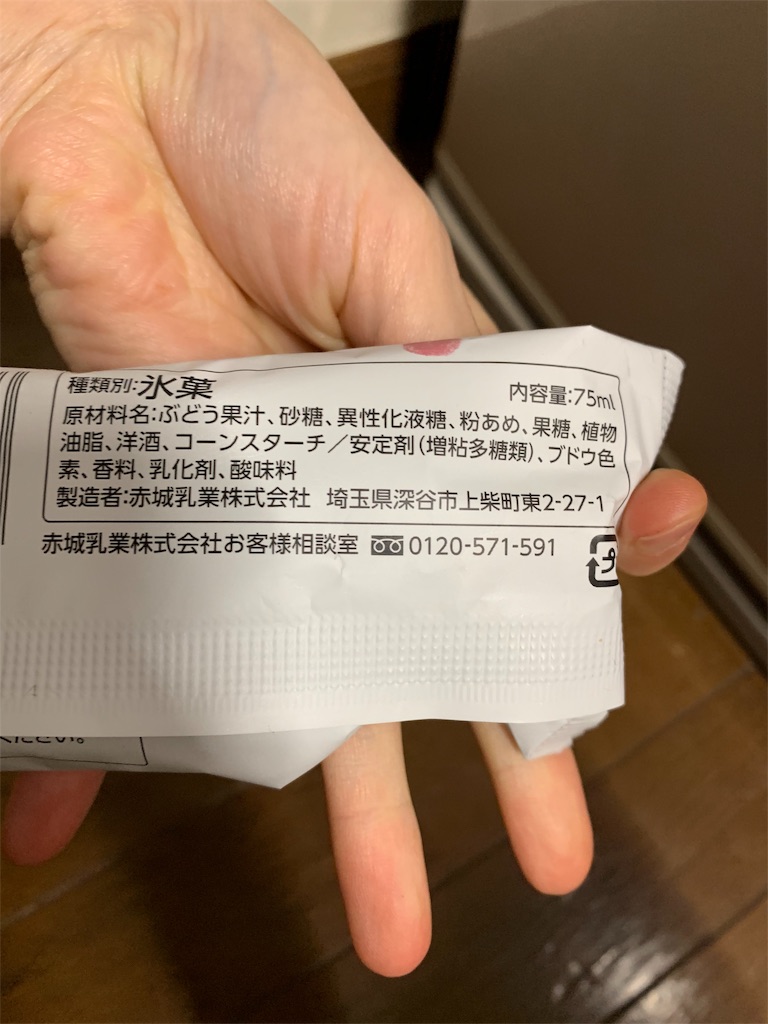 種類別:氷菓
内容量:75ml
原材料名:ぶどう果汁、砂糖、異性化液糖、粉あめ、果糖、植物
油脂、洋酒、コーンスターチ/安定剤(増粘多糖類)、ブドウ色
素、香料、乳化剤、酸味料
製造者:赤城乳業株式会社 埼玉県深谷市上柴町東2-27-1
赤城乳業株式会社お客様相談室 0120-571-591
プ
ください。